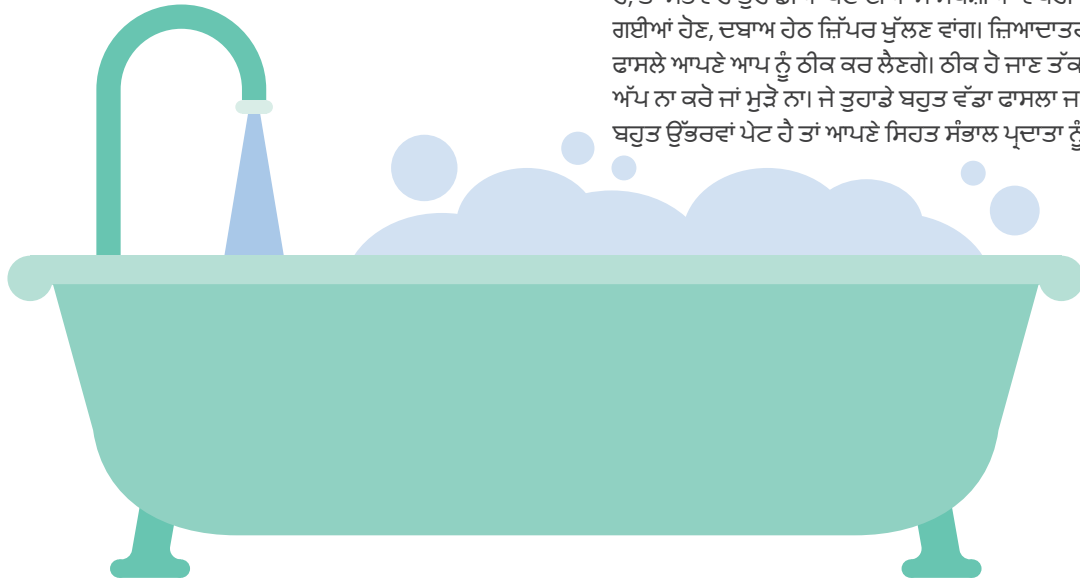 ਗਈਆਂ ਹੋਣ, ਦਬਾਅ ਹੇਠ ਜ਼ਿੱਪਰ ਖੁੱਲਣ ਵਾਂਗ। ਜ਼ਿਆਦਾਤਰ
ਫਾਸਲੇ ਆਪਣੇ ਆਪ ਨੂੰ ਠੀਕ ਕਰ ਲੈਣਗੇ। ਠੀਕ ਹੋ ਜਾਣ ਤੱਕ
ਅੱਪ ਨਾ ਕਰੋ ਜਾਂ ਮੁੜੋ ਨਾ। ਜੇ ਤੁਹਾਡੇ ਬਹੁਤ ਵੱਡਾ ਫਾਸਲਾ
ਬਹੁਤ ਉੱਭਰਵਾਂ ਪੇਟ ਹੈ ਤਾਂ ਆਪਣੇ ਸਿਹਤ ਸੰਭਾਲ ਪ੍ਰਦਾਤਾ ਨੂੰ